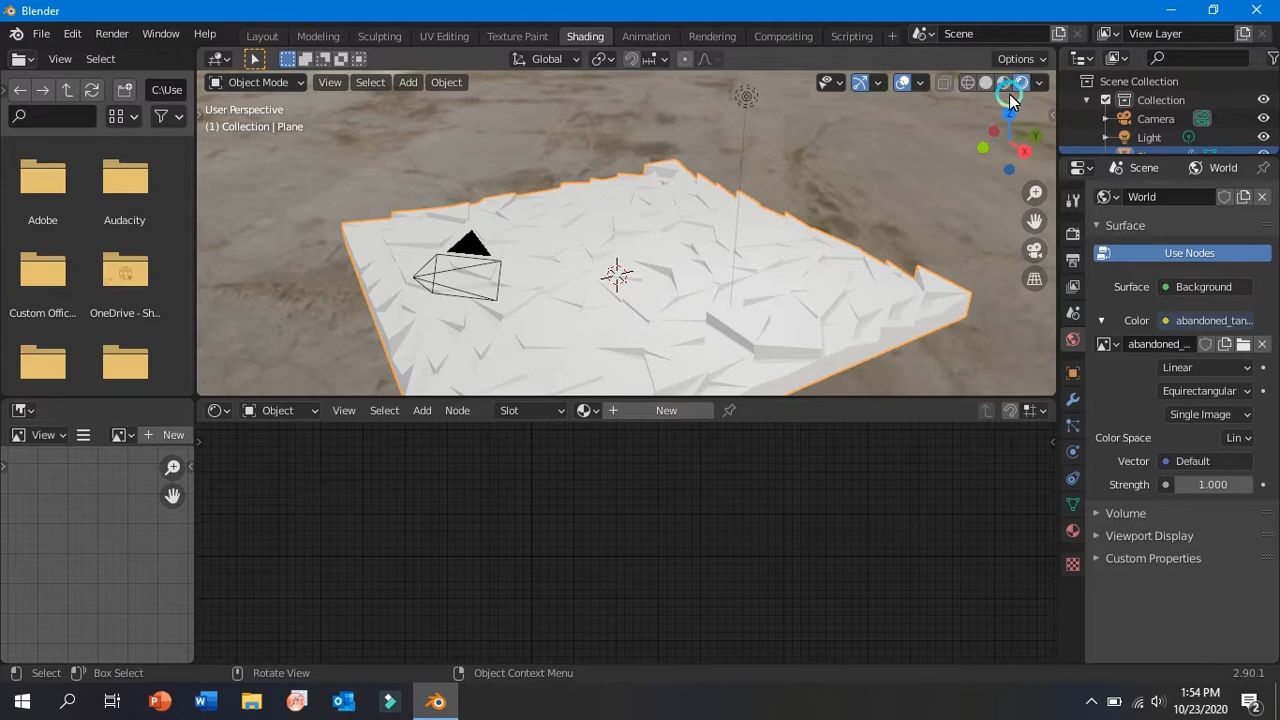 Blender
File Edit Render Window Help
Layout Modeling Sculpting UV Editing Texture Paint Shading Animation Rendering Compositing Scripting
Scene
View Layer
View Select
Global
Options
C:\Use
Object Mode View Select Add Object
User Perspective
(1) Collection | Plane
Z
Y
X
Scene Collection
Collection
Camera
Light
Adobe
Audacity
Custom Offic...
OneDrive - Sh...
Scene
World
World
Surface
Use Nodes
Surface
Background
Color
abandoned_tan...
abandoned_...
Linear
Equirectangular
Single Image
Color Space
Lin
Vector
Default
Strength
1.000
Volume
Viewport Display
Custom Properties
View
New
Object View Select Add Node Slot New
Select
Box Select
Rotate View
Object Context Menu
2.90.1
1:54 PM
10/23/2020
2